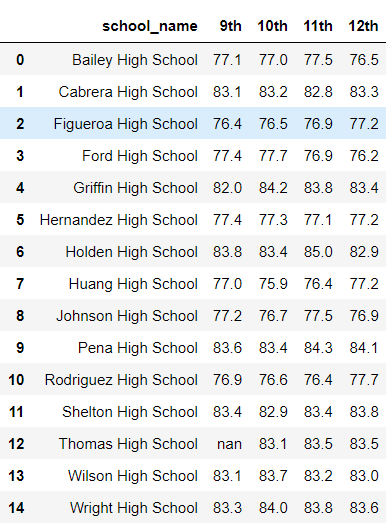 school_name 9th 10th 11th 12th
0 Bailey High School 77.1 77.0 77.5 76.5
1 Cabrera High School 83.1 83.2 82.8 83.3
2 Figueroa High School 76.4 76.5 76.9 77.2
3 Ford High School 77.4 77.7 76.9 76.2
4 Griffin High School 82.0 84.2 83.8 83.4
5 Hernandez High School 77.4 77.3 77.1 77.2
6 Holden High School 83.8 83.4 85.0 82.9
7 Huang High School 77.0 75.9 76.4 77.2
8 Johnson High School 77.2 76.7 77.5 76.9
9 Pena High School 83.6 83.4 84.3 84.1
10 Rodriguez High School 76.9 76.6 76.4 77.7
11 Shelton High School 83.4 82.9 83.4 83.8
12 Thomas High School nan 83.1 83.5 83.5
13 Wilson High School 83.1 83.7 83.2 83.0
14 Wright High School 83.3 84.0 83.8 83.6